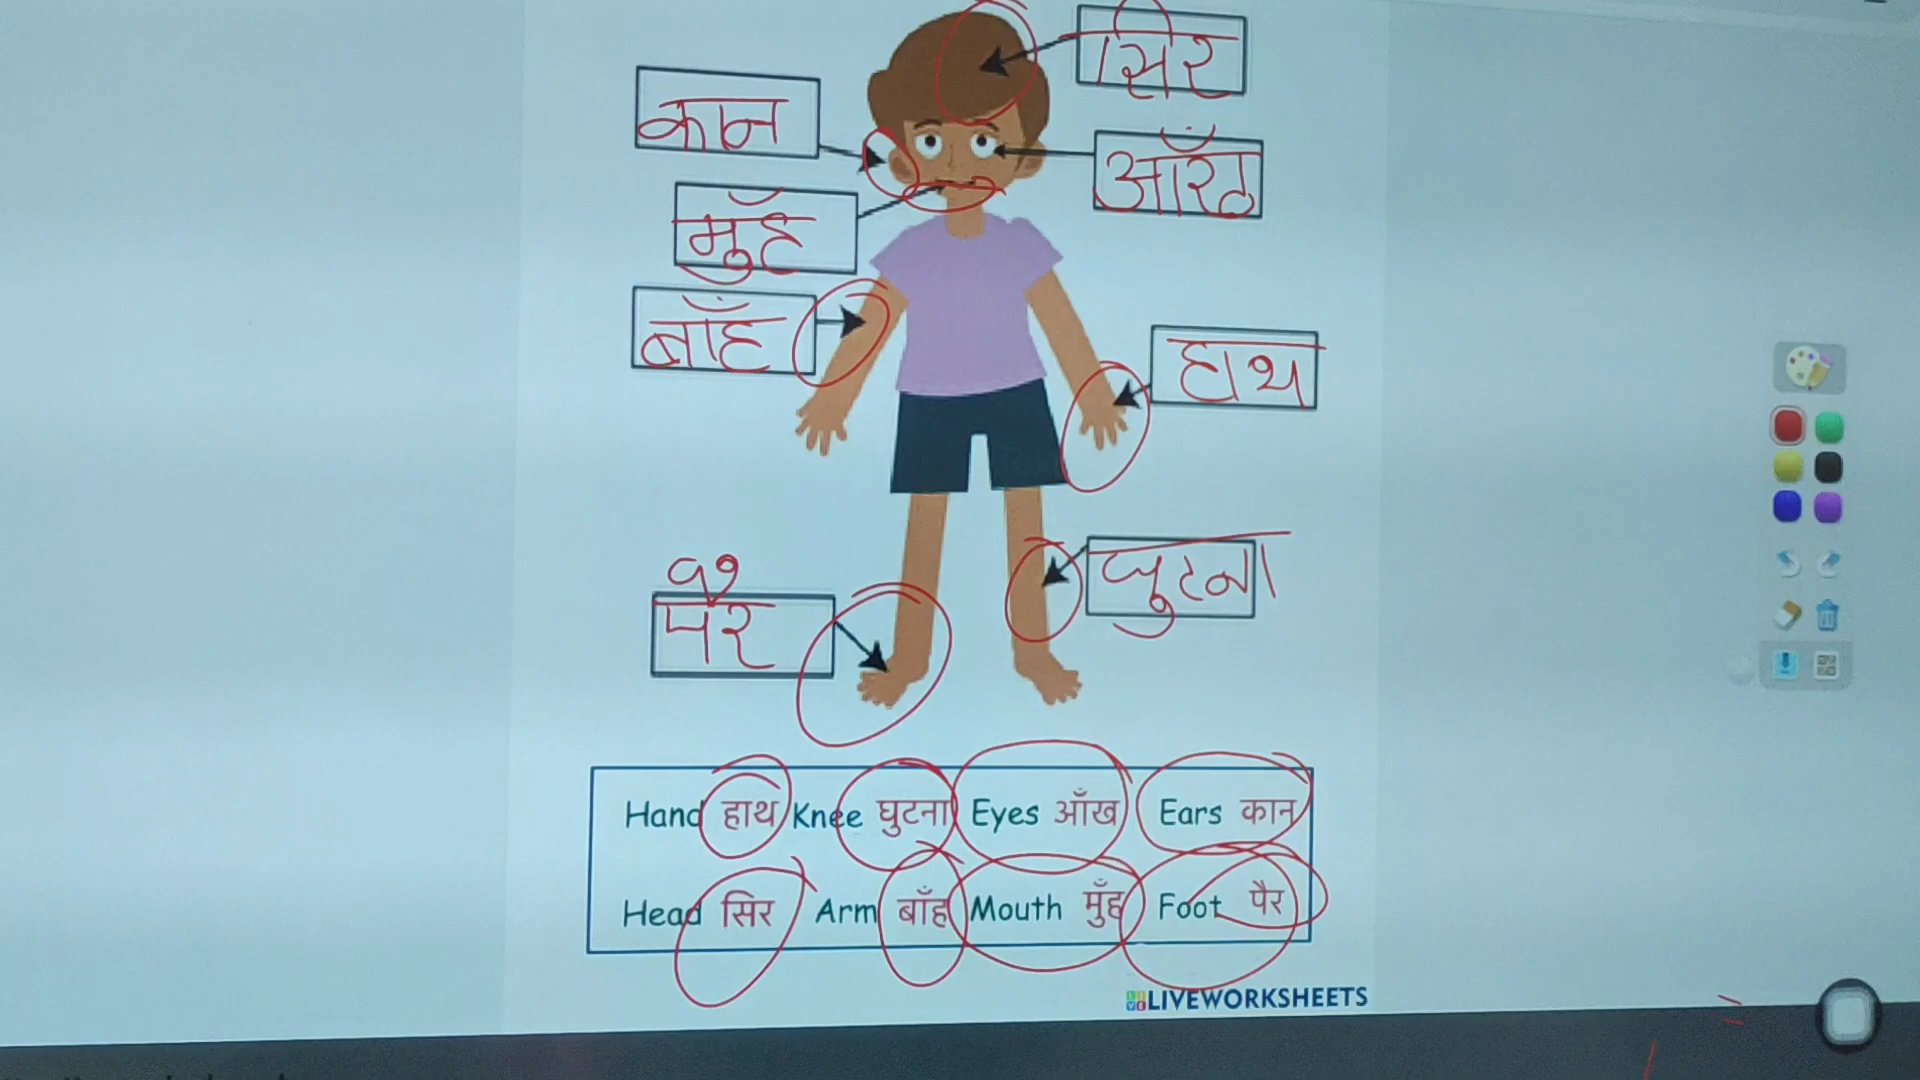 सिर
कान
आँख
मुँह
बाँह
हाथ
घुटना
पैर
Hand हाथ Knee घुटना Eyes आँख Ears कान
Head सिर Arm बाँह Mouth मुँह Foot पैर
LIVEWORKSHEETS